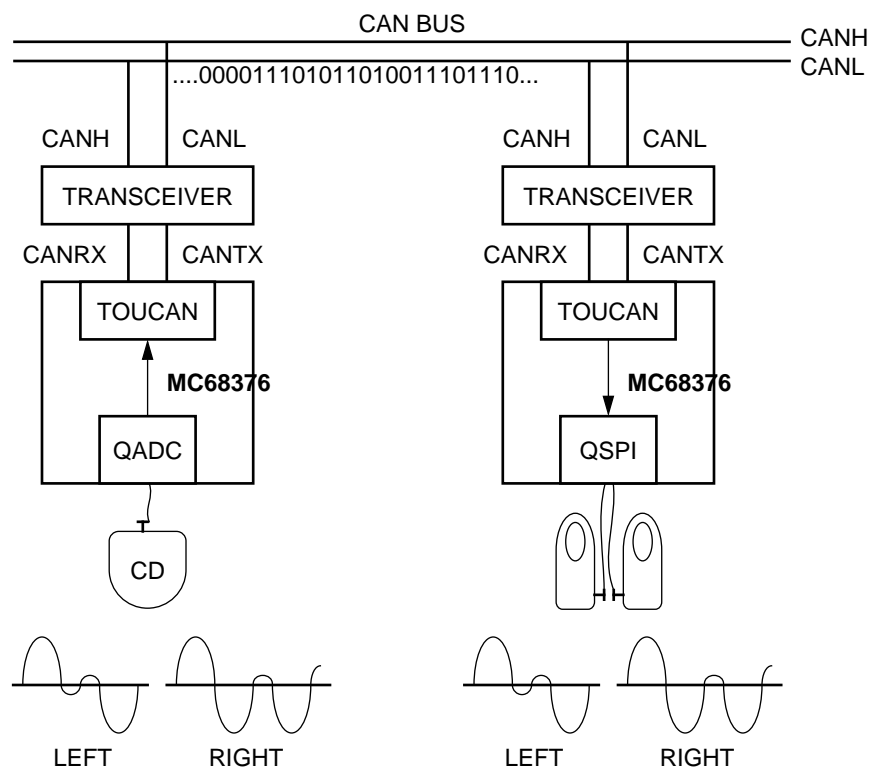 CAN BUS
CANH
CANL
....000011101011010011101110...
CANH CANL CANH CANL
TRANSCEIVER TRANSCEIVER
CANRX CANTX CANRX CANTX
TOUCAN TOUCAN
MC68376 MC68376
QADC QSPI
CD
LEFT RIGHT LEFT RIGHT